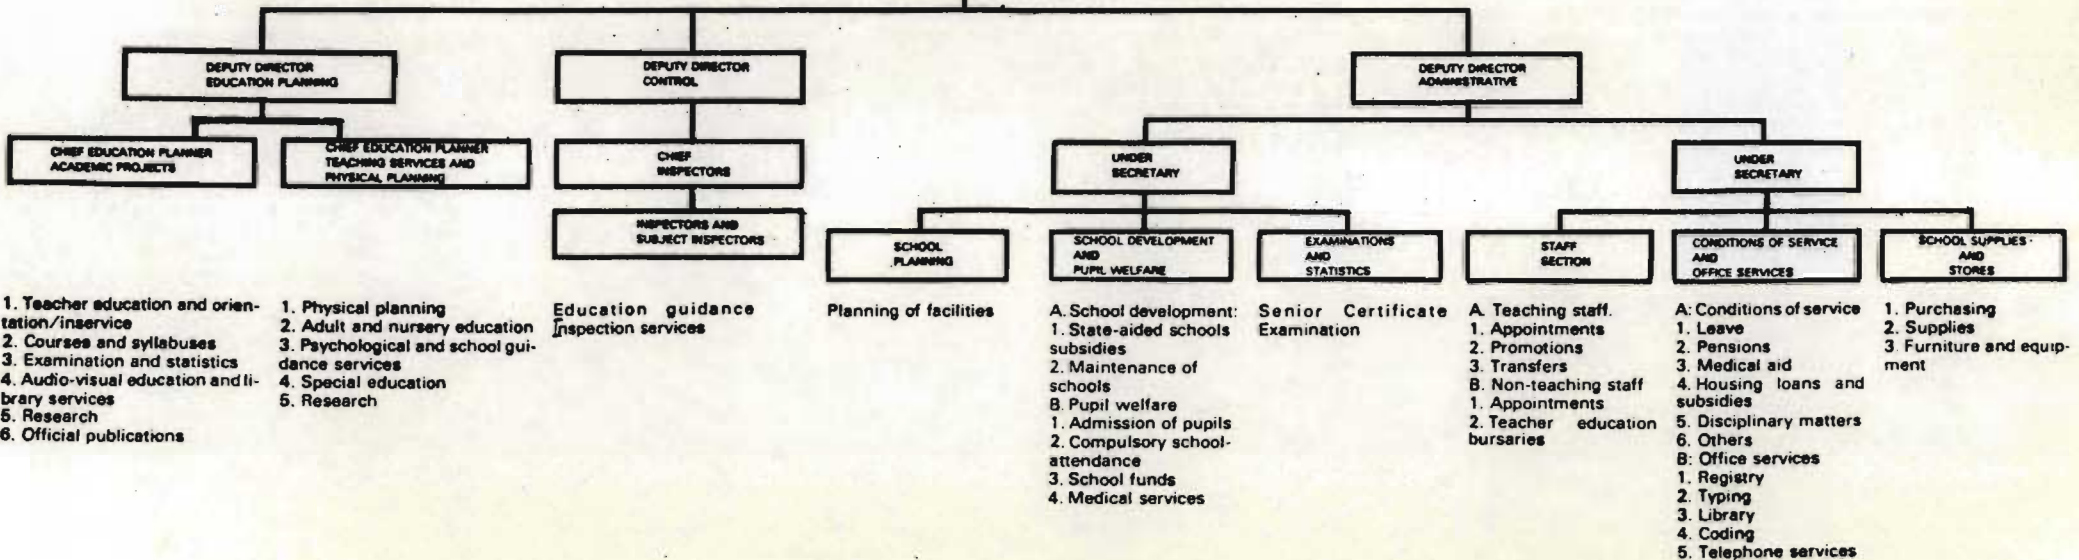 DEPUTY DIRECTOR
EDUCATION PLANNING
DEPUTY DIRECTOR
CONTROL
DEPUTY DIRECTOR
ADMINISTRATIVE
CHIEF EDUCATION PLANNER
ACADEMIC PROJECTS
CHIEF EDUCATION PLANNER
TEACHING SERVICES AND
PHYSICAL PLANNING
CHIEF
INSPECTORS
UNDER
SECRETARY
UNDER
SECRETARY
INSPECTORS AND
SUBJECT INSPECTORS
SCHOOL
PLANNING
SCHOOL DEVELOPMENT
AND
PUPIL WELFARE
EXAMINATIONS
AND
STATISTICS
STAFF
SECTION
CONDITIONS OF SERVICE
AND
OFFICE SERVICES
SCHOOL SUPPLIES
AND
STORES
1. Teacher education and orien-
tation/inservice
2. Courses and syllabuses
3. Examination and statistics
4. Audio-visual education and li-
brary services
5. Research
6. Official publications
1. Physical planning
2. Adult and nursery education
3. Psychological and school gui-
dance services
4. Special education
5. Research
Education guidance
Inspection services
Planning of facilities
A. School development:
1. State-aided schools
subsidies
2. Maintenance of
schools
B. Pupil welfare
1. Admission of pupils
2. Compulsory school-
attendance
3. School funds
4. Medical services
Senior Certificate
Examination
A. Teaching staff.
1. Appointments
2. Promotions
3. Transfers
B. Non-teaching staff
1. Appointments
2. Teacher education
bursaries
A: Conditions of service
1. Leave
2. Pensions
3. Medical aid
4. Housing loans and
subsidies
5. Disciplinary matters
6. Others
B: Office services
1. Registry
2. Typing
3. Library
4. Coding
5. Telephone services
1. Purchasing
2. Supplies
3. Furniture and equip-
ment